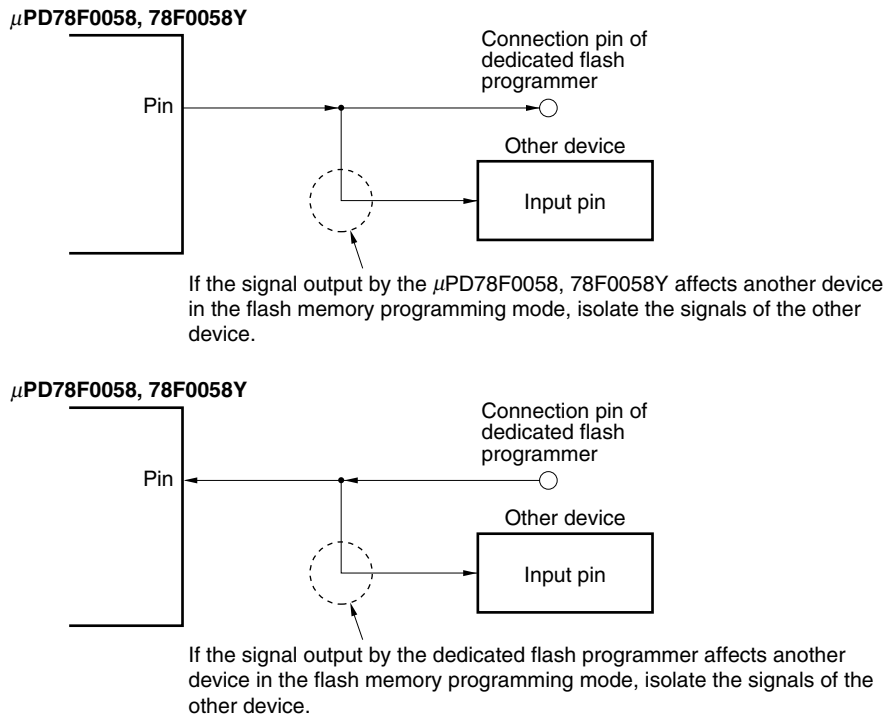 μPD78F0058, 78F0058Y
Connection pin of
dedicated flash
programmer
Pin
Other device
Input pin
If the signal output by the μPD78F0058, 78F0058Y affects another device
in the flash memory programming mode, isolate the signals of the other
device.
μPD78F0058, 78F0058Y
Connection pin of
dedicated flash
programmer
Pin
Other device
Input pin
If the signal output by the dedicated flash programmer affects another
device in the flash memory programming mode, isolate the signals of the
other device.